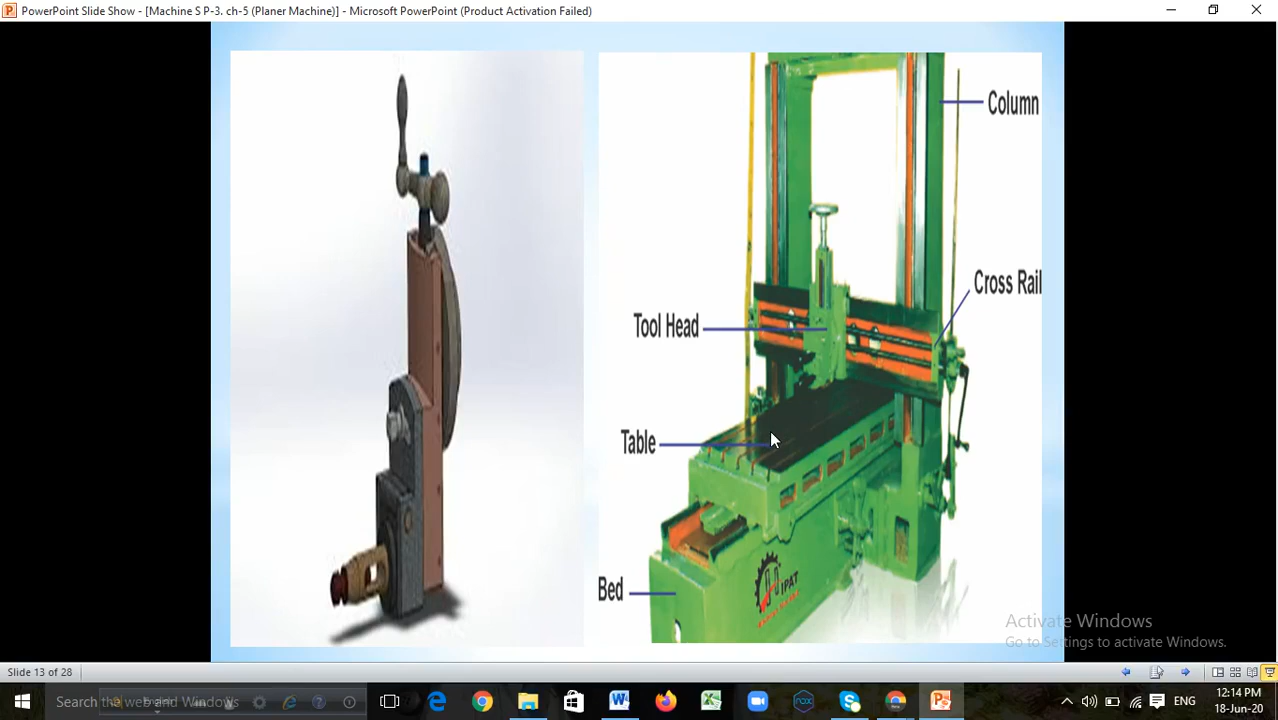 PowerPoint Slide Show - [Machine S P-3. ch-5 (Planer Machine)] - Microsoft PowerPoint (Product Activation Failed)
Column
Cross Rail
Tool Head
Table
Bed
IPAT
Activate Windows
Go to Settings to activate Windows.
Slide 13 of 28
Search the web and Windows
English
ENG
12:14 PM
18-Jun-20